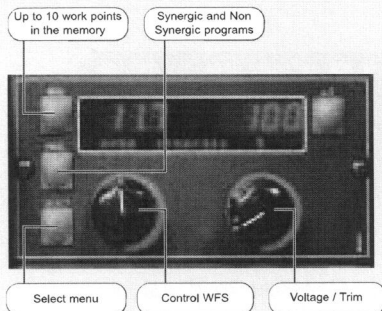 Up to 10 work points
in the memory
Synergic and Non
Synergic programs
100
Select menu
Control WFS
Voltage / Trim